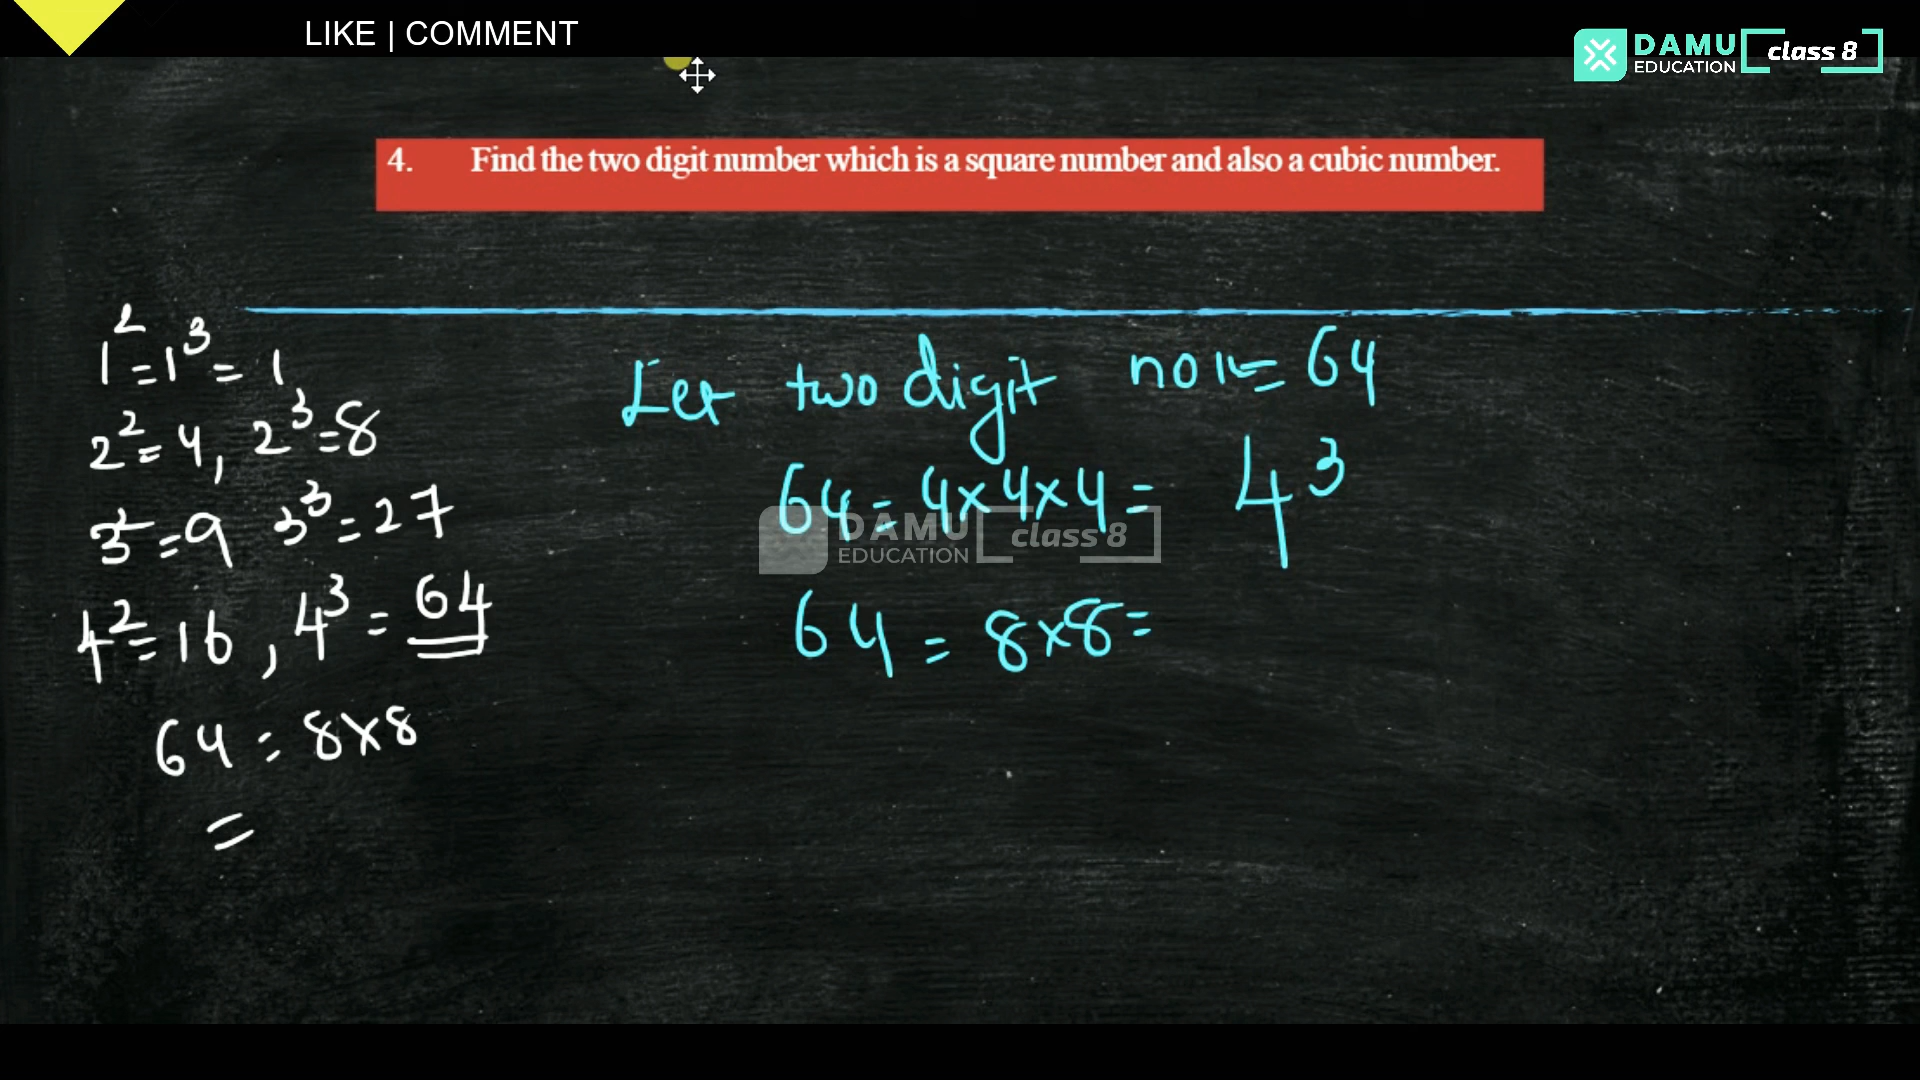 LIKE | COMMENT
DAMU
EDUCATION
class 8
4. Find the two digit number which is a square number and also a cubic number.
1² = 1³ = 1,
2² = 4, 2³ = 8
3² = 9 3³ = 27
4² = 16, 4³ = 64
64 = 8×8
=
Let two digit no = 64
64 = 4×4×4 = 4³
DAMU
EDUCATION
class 8
64 = 8×8 =